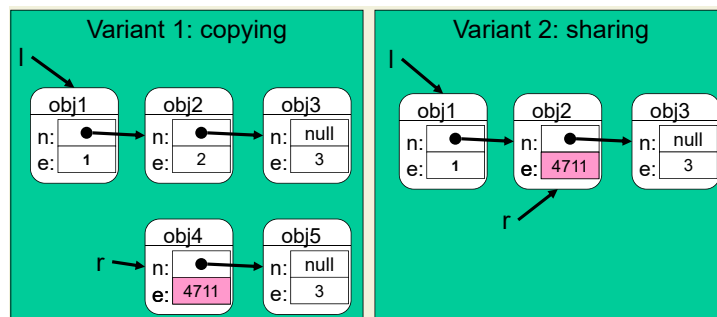 Variant 1: copying
l
obj1 obj2 obj3
n: n: n: null
e: 1 e: 2 e: 3
obj4 obj5
r n: n: null
e: 4711 e: 3
Variant 2: sharing
l
obj1 obj2 obj3
n: n: n: null
e: 1 e: 4711 e: 3
r